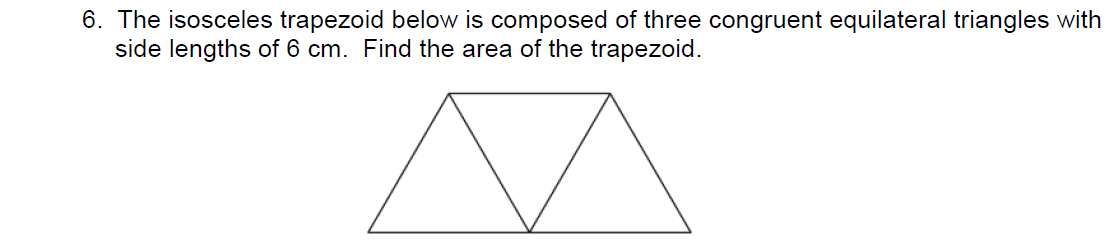 6. The isosceles trapezoid below is composed of three congruent equilateral triangles with
side lengths of 6 cm. Find the area of the trapezoid.